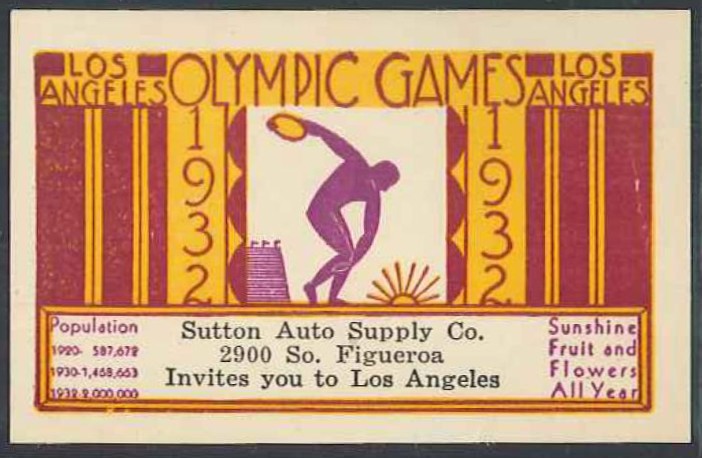 LOS ANGELES
OLYMPIC GAMES
LOS ANGELES
1932
1932
Population
1920- 587,672
1930-1,468,663
1932-2,000,000
Sutton Auto Supply Co.
2900 So. Figueroa
Invites you to Los Angeles
Sunshine
Fruit and
Flowers
All Year